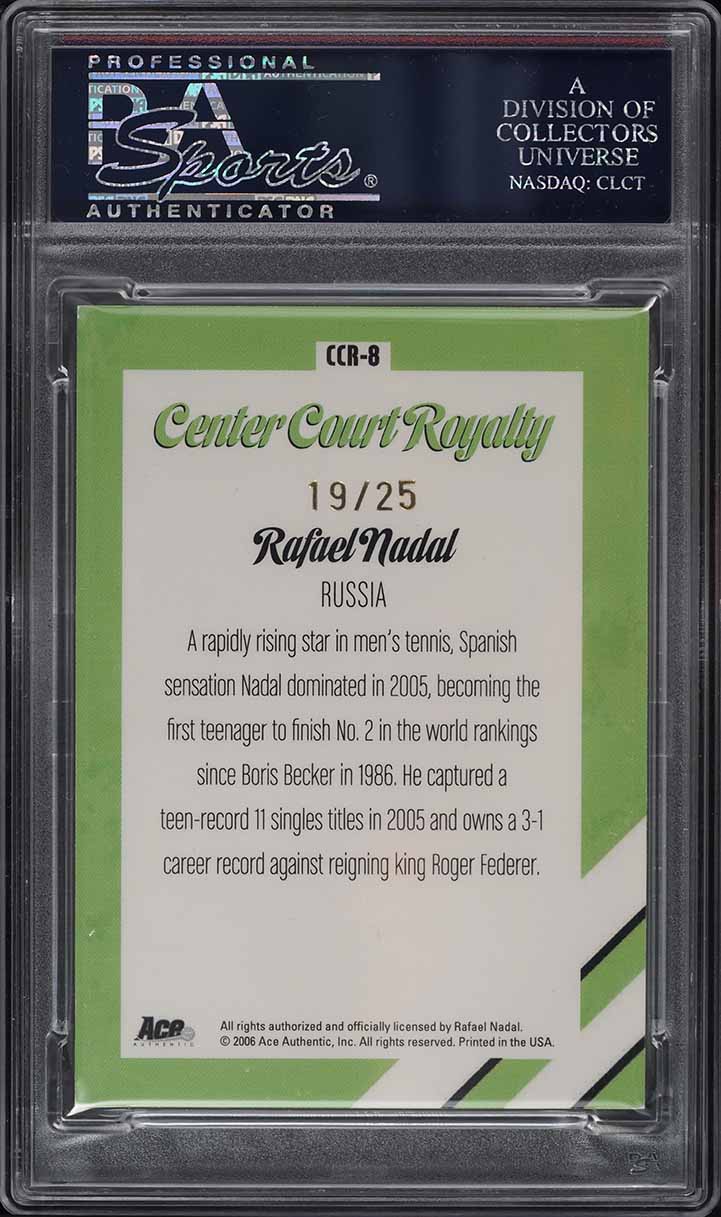 PROFESSIONAL
PSA
Sports®
AUTHENTICATOR
A
DIVISION OF
COLLECTORS
UNIVERSE
NASDAQ: CLCT
CCR-8
Center Court Royalty
19/25
Rafael Nadal
RUSSIA
A rapidly rising star in men's tennis, Spanish
sensation Nadal dominated in 2005, becoming the
first teenager to finish No. 2 in the world rankings
since Boris Becker in 1986. He captured a
teen-record 11 singles titles in 2005 and owns a 3-1
career record against reigning king Roger Federer.
Ace
AUTHENTIC
All rights authorized and officially licensed by Rafael Nadal.
© 2006 Ace Authentic, Inc. All rights reserved. Printed in the USA.
PSA